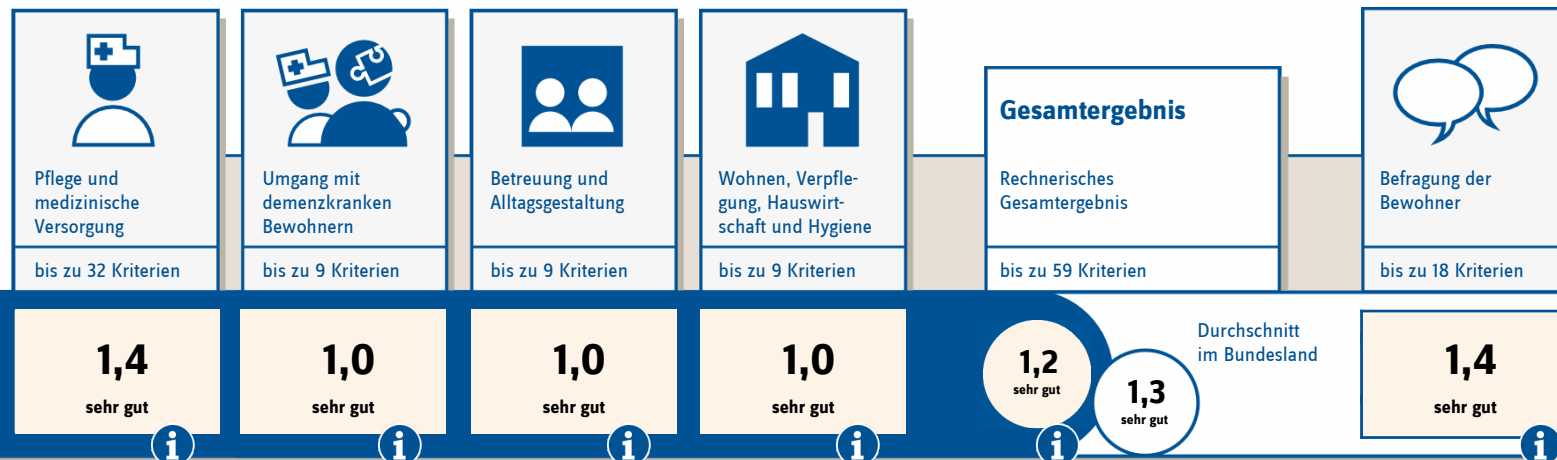 Pflege und
medizinische
Versorgung
bis zu 32 Kriterien
1,4
sehr gut
i
Umgang mit
demenzkranken
Bewohnern
bis zu 9 Kriterien
1,0
sehr gut
i
Betreuung und
Alltagsgestaltung
bis zu 9 Kriterien
1,0
sehr gut
i
Wohnen, Verpfle-
gung, Hauswirt-
schaft und Hygiene
bis zu 9 Kriterien
1,0
sehr gut
i
Gesamtergebnis
Rechnerisches
Gesamtergebnis
bis zu 59 Kriterien
1,2
sehr gut
i
Durchschnitt
im Bundesland
1,3
sehr gut
Befragung der
Bewohner
bis zu 18 Kriterien
1,4
sehr gut
i